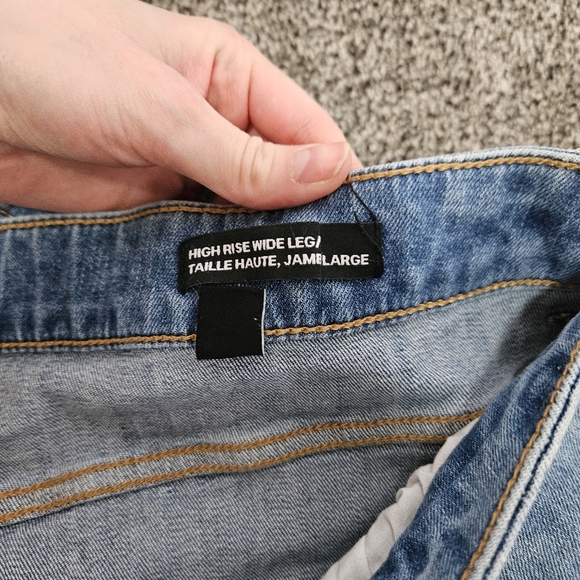 HIGH RISE WIDE LEG/
TAILLE HAUTE, JAMBLARGE